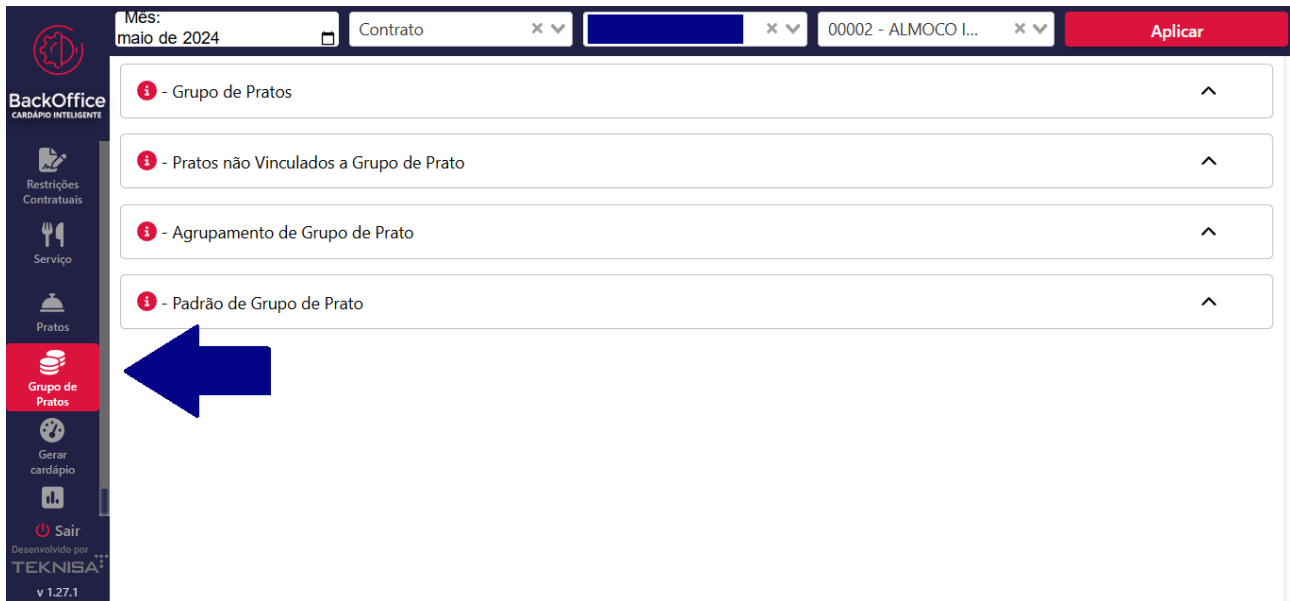 Mês:
maio de 2024
Contrato
00002 - ALMOCO I...
Aplicar
BackOffice
CARDÁPIO INTELIGENTE
Restrições
Contratuais
Serviço
Pratos
Grupo de
Pratos
Gerar
cardápio
Sair
Desenvolvido por
TEKNISA
v 1.27.1
- Grupo de Pratos
- Pratos não Vinculados a Grupo de Prato
- Agrupamento de Grupo de Prato
- Padrão de Grupo de Prato